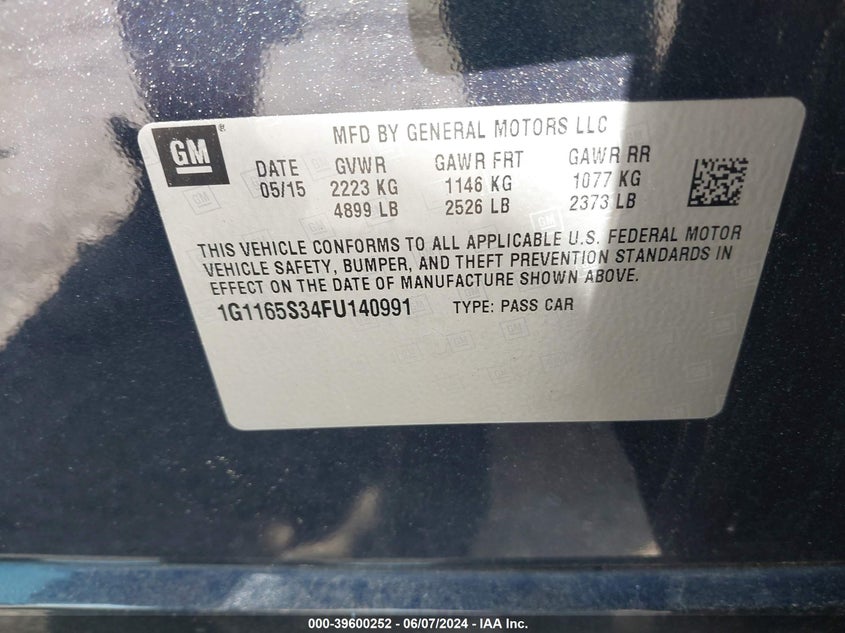 GM®
MFD BY GENERAL MOTORS LLC
DATE GVWR GAWR FRT GAWR RR
05/15 2223 KG 1146 KG 1077 KG
4899 LB 2526 LB 2373 LB
THIS VEHICLE CONFORMS TO ALL APPLICABLE U.S. FEDERAL MOTOR
VEHICLE SAFETY, BUMPER, AND THEFT PREVENTION STANDARDS IN
EFFECT ON THE DATE OF MANUFACTURE SHOWN ABOVE.
1G1165S34FU140991 TYPE: PASS CAR
000-39600252 - 06/07/2024 - IAA Inc.